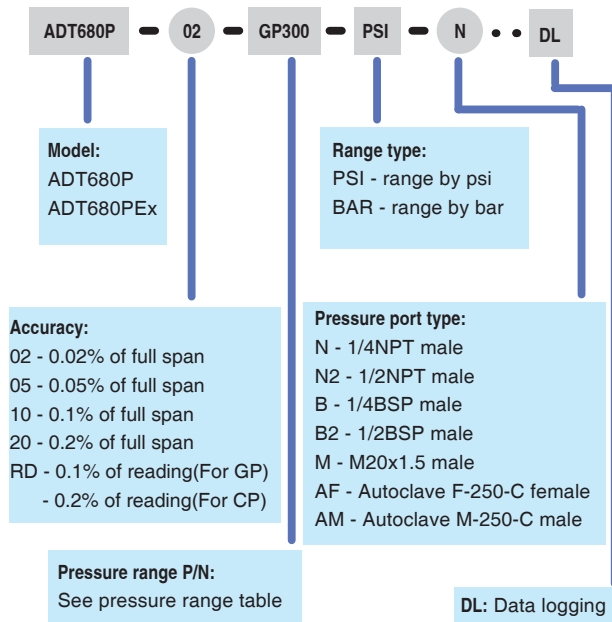 ADT680P - 02 - GP300 - PSI - N • • DL
Model:
ADT680P
ADT680PEx
Range type:
PSI - range by psi
BAR - range by bar
Accuracy:
02 - 0.02% of full span
05 - 0.05% of full span
10 - 0.1% of full span
20 - 0.2% of full span
RD - 0.1% of reading(For GP)
- 0.2% of reading(For CP)
Pressure port type:
N - 1/4NPT male
N2 - 1/2NPT male
B - 1/4BSP male
B2 - 1/2BSP male
M - M20x1.5 male
AF - Autoclave F-250-C female
AM - Autoclave M-250-C male
Pressure range P/N:
See pressure range table
DL: Data logging